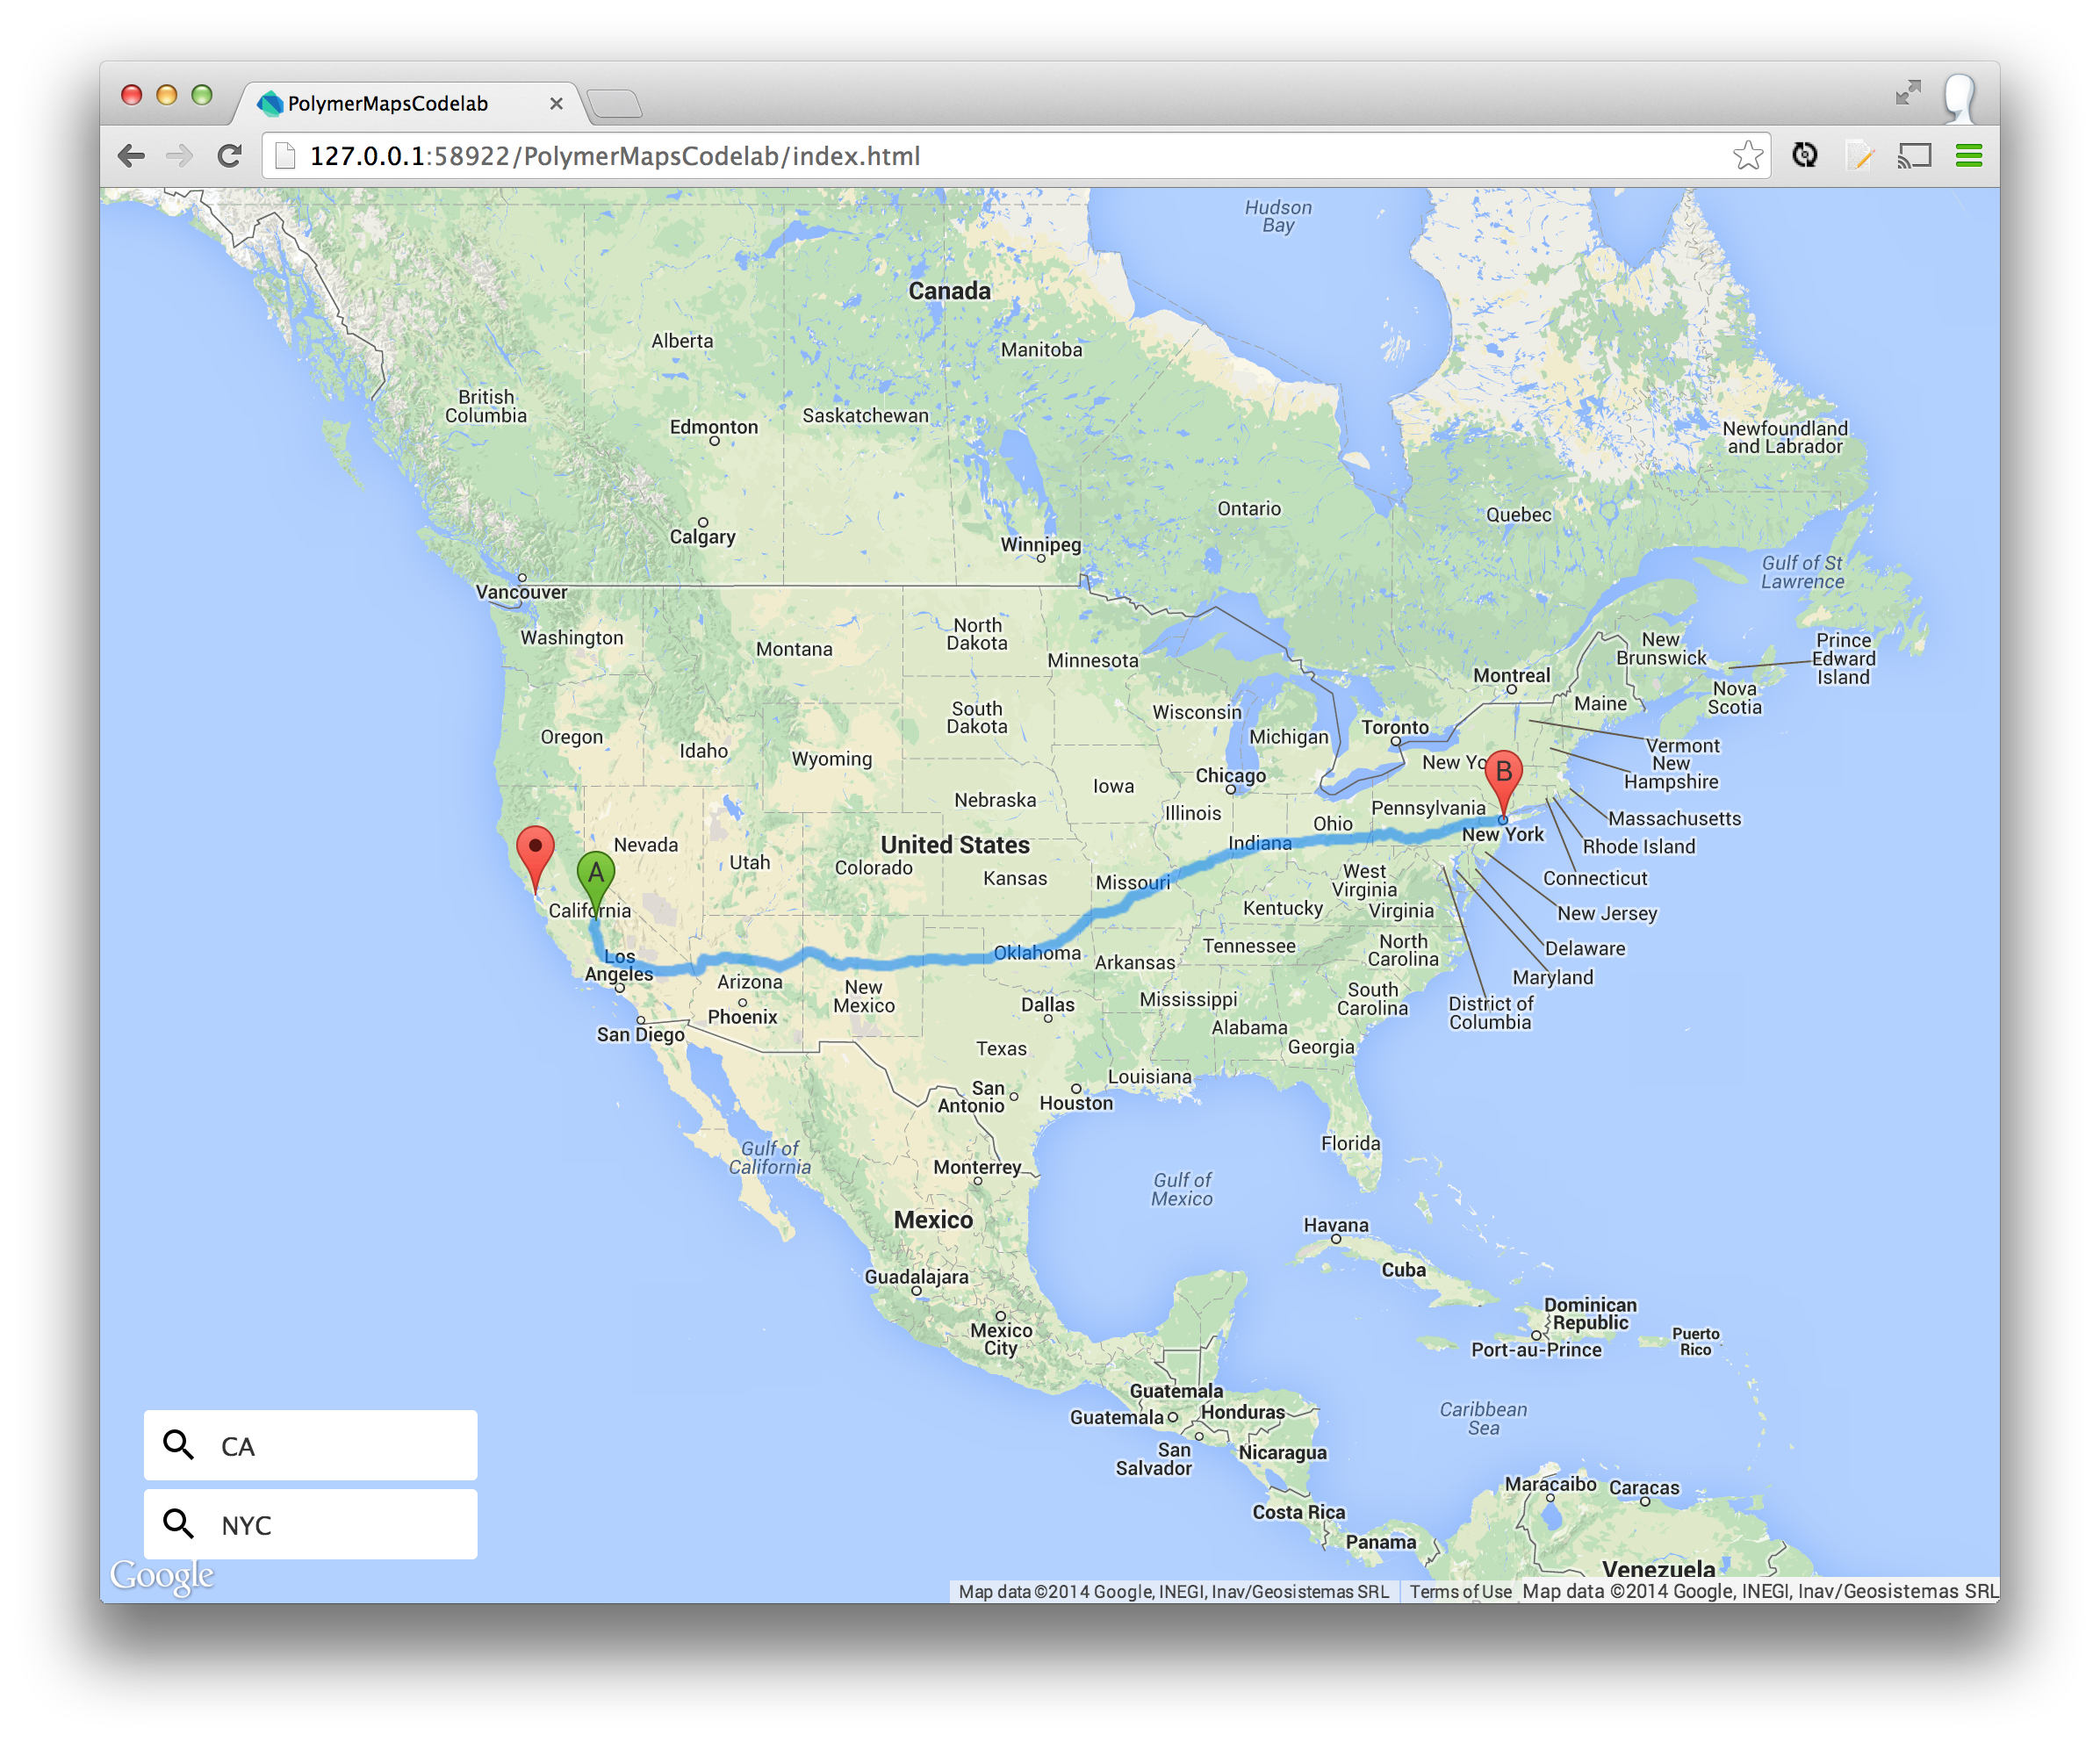 PolymerMapsCodelab
127.0.0.1:58922/PolymerMapsCodelab/index.html
Hudson
Bay
Canada
Alberta
Manitoba
British
Columbia
Saskatchewan
Edmonton
Newfoundland
and Labrador
Ontario
Quebec
Calgary
Winnipeg
Gulf of St
Lawrence
Vancouver
Washington
Montana
North
Dakota
Minnesota
New
Brunswick
Prince
Edward
Island
Montreal
Maine
Nova
Scotia
South
Dakota
Wisconsin
Michigan
Toronto
Oregon
Idaho
Wyoming
Vermont
New
Hampshire
New Yo
B
Chicago
Iowa
Nebraska
Illinois
Pennsylvania
Massachusetts
Ohio
New York
Rhode Island
Nevada
United States
Indiana
Utah
Colorado
A
Kansas
Missouri
West
Virginia
Connecticut
California
Kentucky
Virginia
New Jersey
Tennessee
North
Carolina
Delaware
Oklahoma
Arkansas
Los
Angeles
Maryland
Arizona
New
Mexico
Phoenix
Dallas
Mississippi
South
Carolina
District of
Columbia
San Diego
Alabama
Georgia
Texas
Louisiana
San
Antonio
Houston
Florida
Gulf of
California
Monterrey
Gulf of
Mexico
Mexico
Havana
Cuba
Guadalajara
Dominican
Republic
Mexico
City
Port-au-Prince
Puerto
Rico
Guatemala
Guatemala
Honduras
Caribbean
Sea
San
Salvador
Nicaragua
Maracaibo
Caracas
Costa Rica
Panama
Venezuela
CA
NYC
Google
Map data ©2014 Google, INEGI, Inav/Geosistemas SRL
Terms of Use
Map data ©2014 Google, INEGI, Inav/Geosistemas SRL